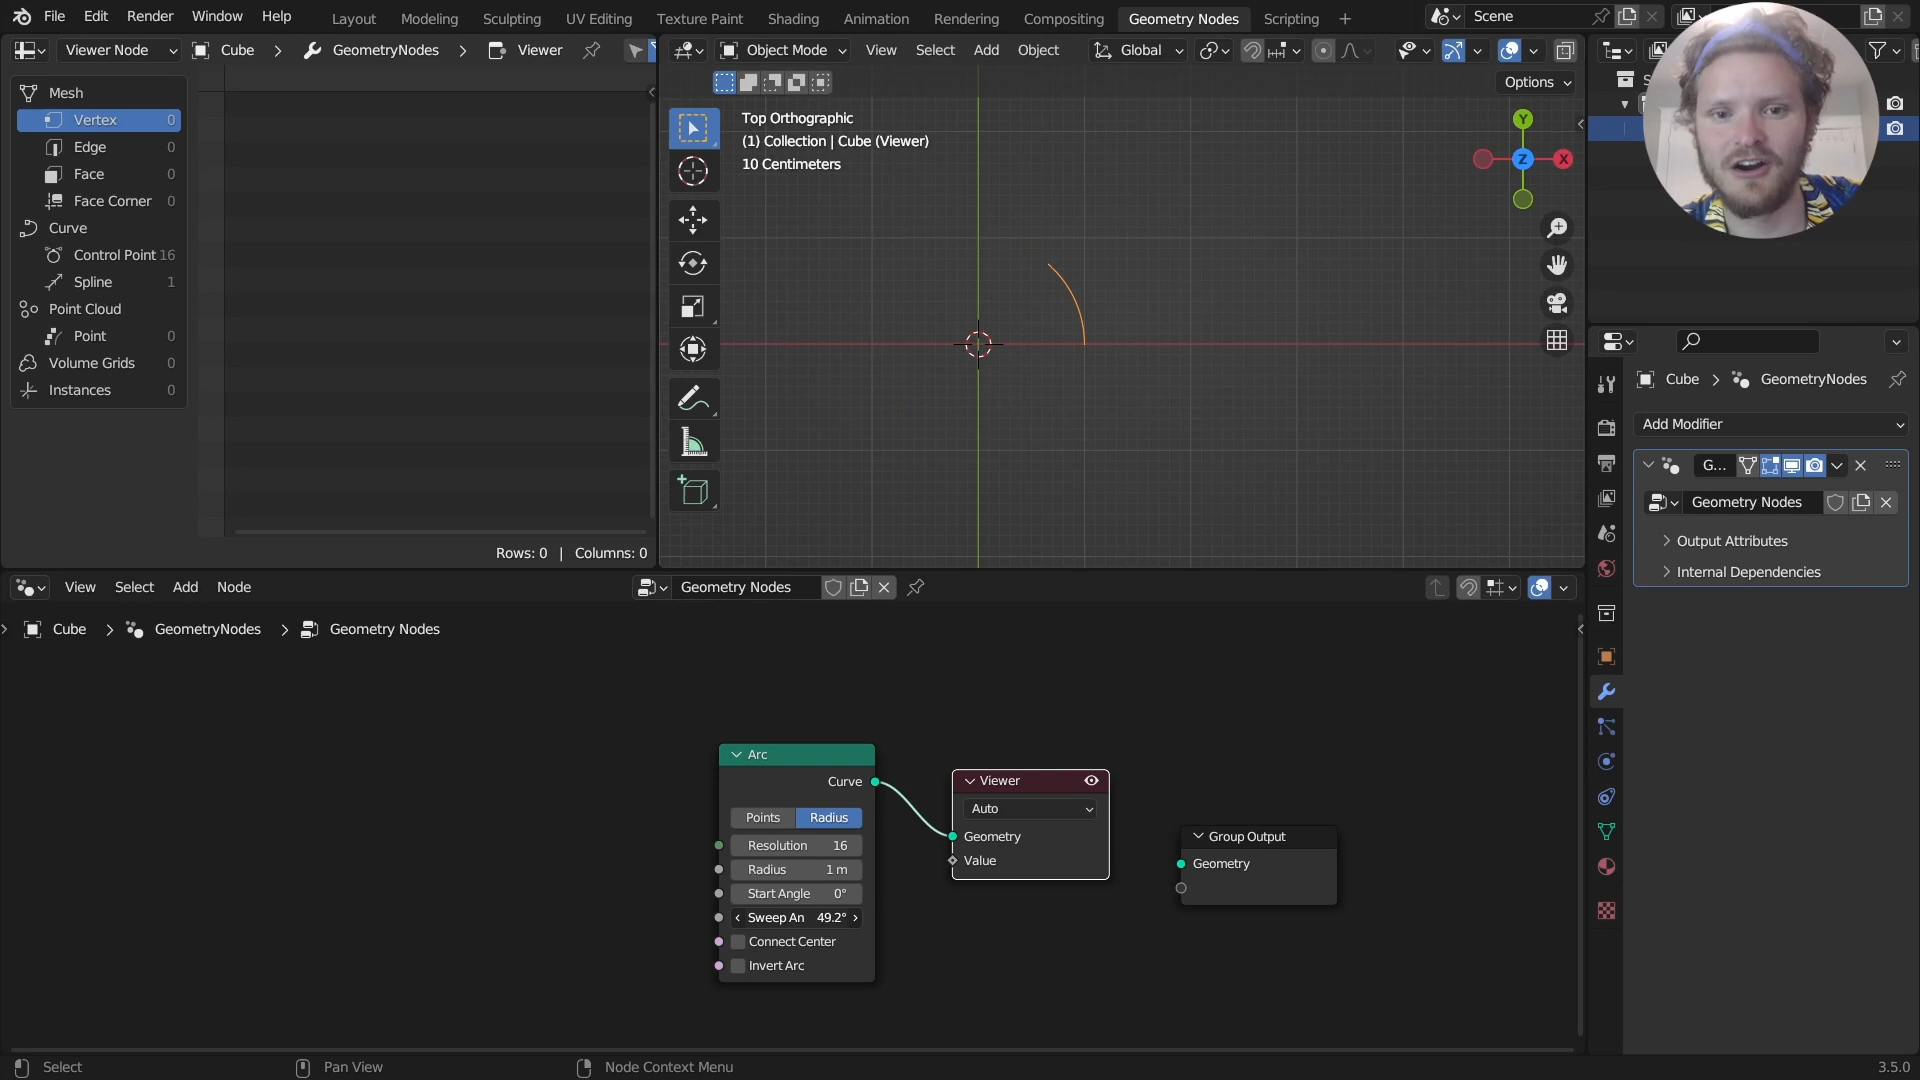 File Edit Render Window Help
Layout Modeling Sculpting UV Editing Texture Paint Shading Animation Rendering Compositing Geometry Nodes Scripting +
Scene
Viewer Node Cube > GeometryNodes > Viewer
Object Mode View Select Add Object Global
Options
Mesh
Vertex 0
Edge 0
Face 0
Face Corner 0
Curve
Control Point 16
Spline 1
Point Cloud
Point 0
Volume Grids 0
Instances 0
Rows: 0 | Columns: 0
Top Orthographic
(1) Collection | Cube (Viewer)
10 Centimeters
Y
Z X
Cube > GeometryNodes
Add Modifier
G...
Geometry Nodes
> Output Attributes
> Internal Dependencies
View Select Add Node
Geometry Nodes
Cube > GeometryNodes > Geometry Nodes
Arc
Curve
Points Radius
Resolution 16
Radius 1 m
Start Angle 0°
Sweep An 49.2°
Connect Center
Invert Arc
Viewer
Auto
Geometry
Value
Group Output
Geometry
Select Pan View Node Context Menu
3.5.0